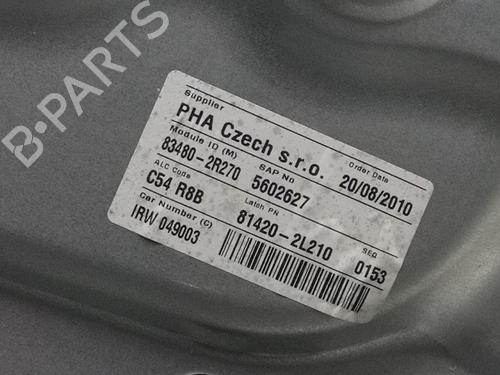 B-PARTS
Supplier
PHA Czech s.r.o.
Order Date
20/08/2010
Module ID (M)
83480-2R270
SAP No
5602627
ALC Code
C54 R8B
Latch PN
81420-2L210
Car Number (C)
IRW 049003
SEQ
0153